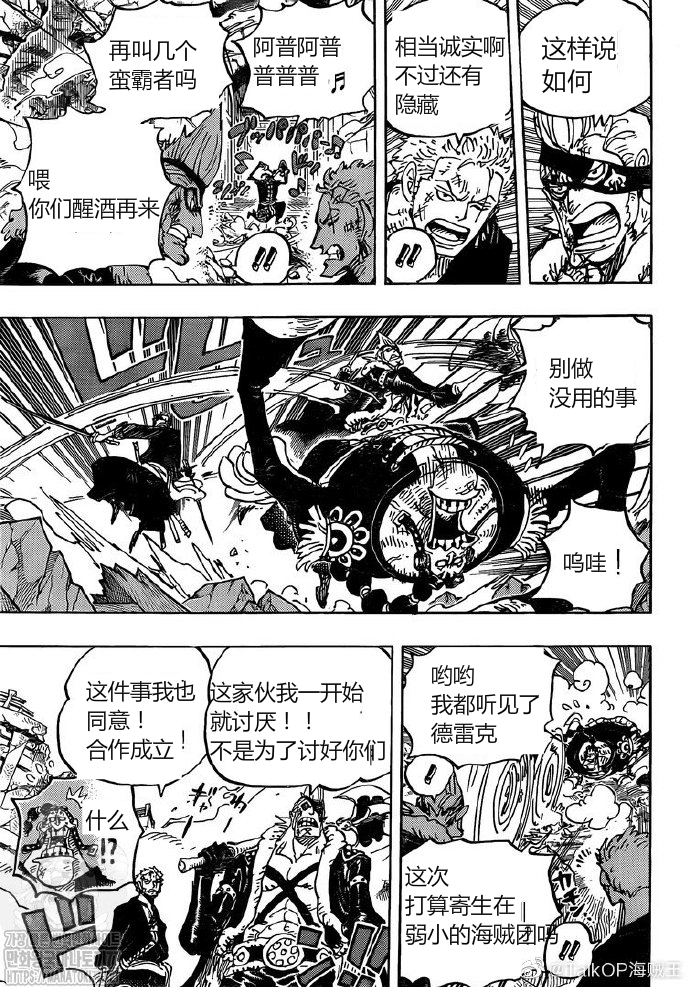 这样说
如何
相当诚实啊
不过还有
隐藏
!!
阿普阿普
普普普
♬
再叫几个
蛮霸者吗
喂
你们醒酒再来
!!
别做
没用的事
呜哇!
哟哟
我都听见了
德雷克
!!
这次
打算寄生在
弱小的海贼团吗
这家伙我一开始
就讨厌!!
不是为了讨好你们
这件事我也
同意!
合作成立!
什么
!?
@TalkOP海贼王